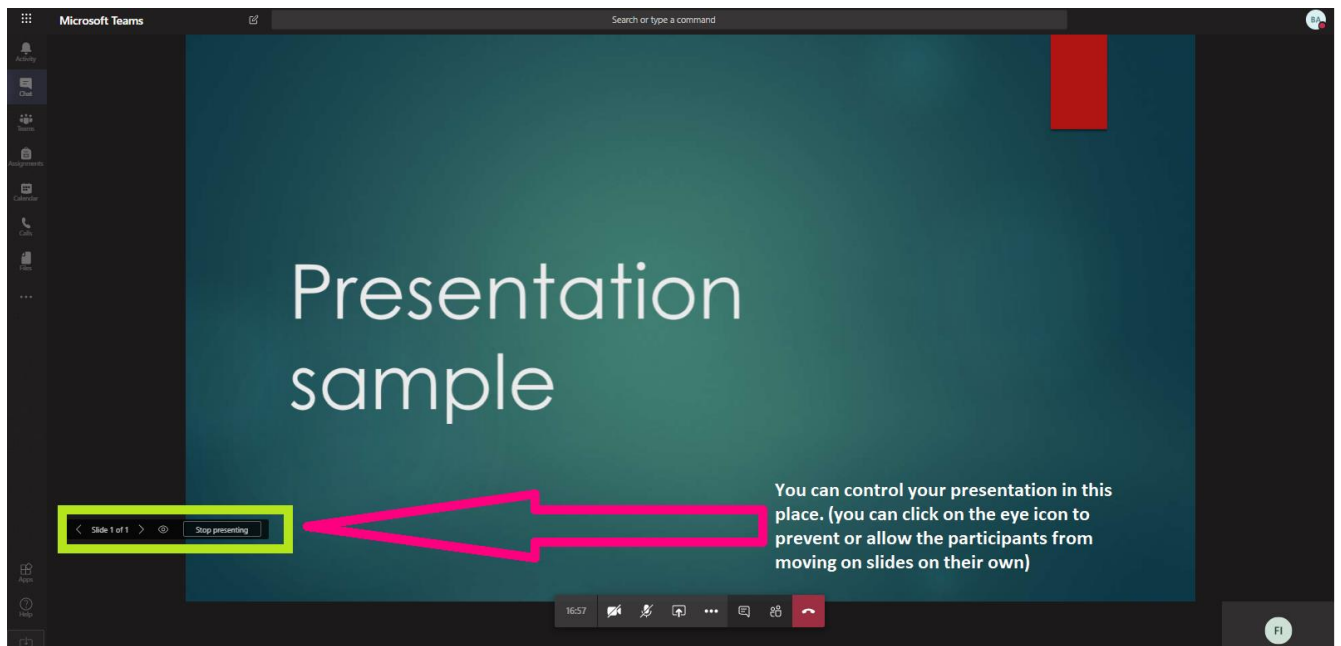 Microsoft Teams
Search or type a command
BA
Activity
Chat
Teams
Assignments
Calendar
Calls
Files
Presentation
sample
You can control your presentation in this
place. (you can click on the eye icon to
prevent or allow the participants from
moving on slides on their own)
Slide 1 of 1
Stop presenting
Apps
Help
16:57
FI